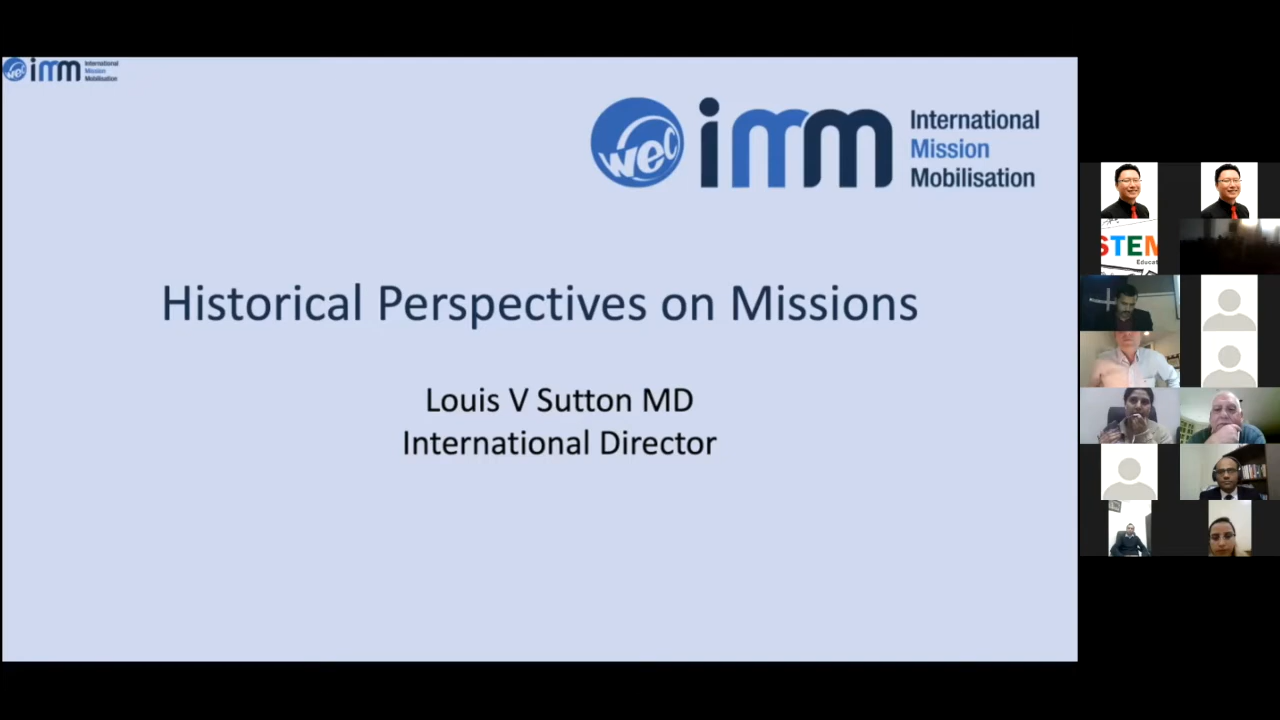 wec imm International
Mission
Mobilisation
wec imm International
Mission
Mobilisation
Historical Perspectives on Missions
Louis V Sutton MD
International Director
STEM
Educat